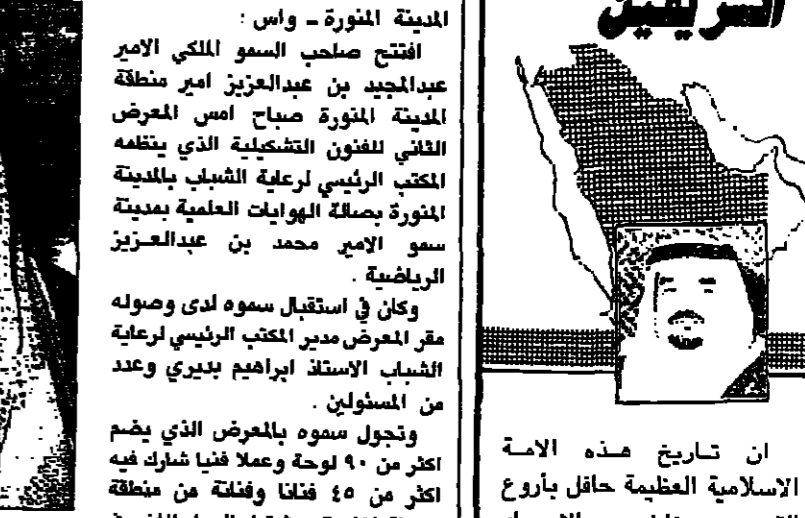 الشريفين
ان تاريخ هذه الامة
الاسلامية العظيمة حافل بأروع
المدينة المنورة ـ واس :
افتتح صاحب السمو الملكي الامير
عبدالمجيد بن عبدالعزيز امير منطقة
المدينة المنورة صباح امس المعرض
الثاني للفنون التشكيلية الذي ينظمه
المكتب الرئيسي لرعاية الشباب بالمدينة
المنورة بصالة الهوايات العلمية بمدينة
سمو الامير محمد بن عبدالعـزيز
الرياضية .
وكان في استقبال سموه لدى وصوله
مقر المعرض مدير المكتب الرئيسي لرعاية
الشباب الاستاذ ابراهيم بديري وعدد
من المسئولين .
وتجول سموه بالمعرض الذي يضم
اكثر من ٩٠ لوحة وعملا فنيا شارك فيه
اكثر من ٤٥ فنانا وفنانة من منطقة